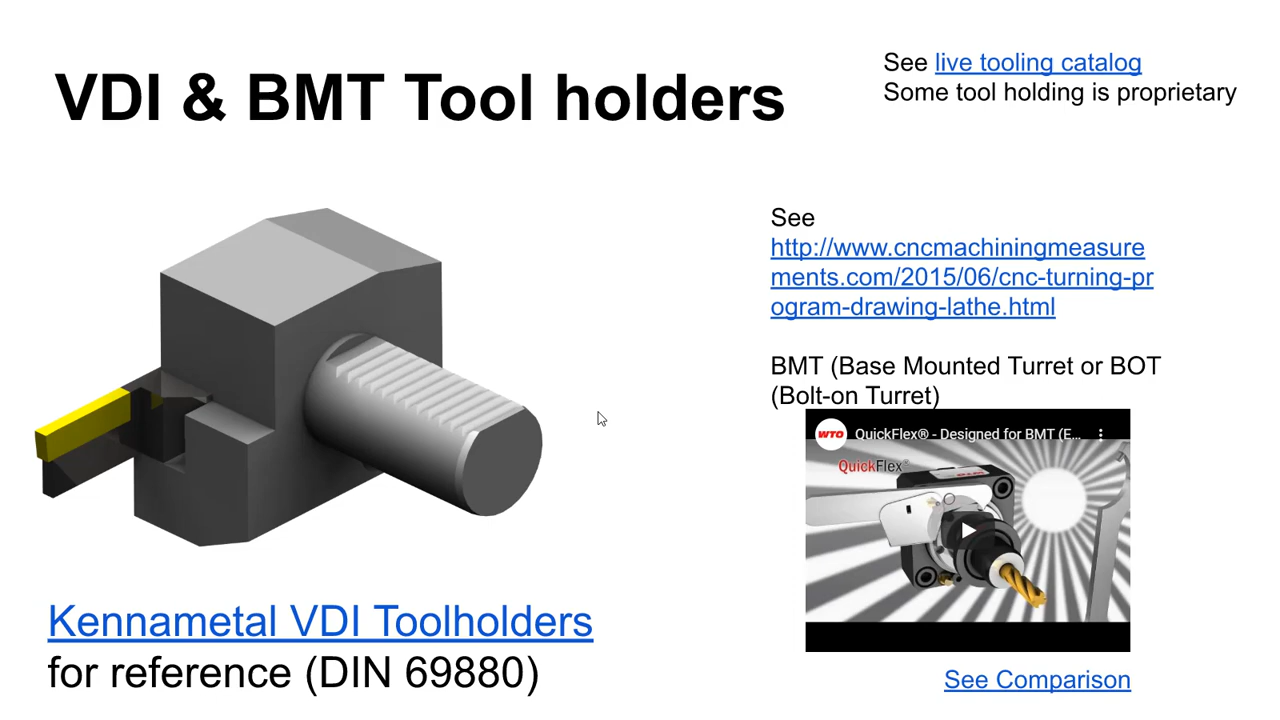 VDI & BMT Tool holders
See live tooling catalog
Some tool holding is proprietary
See
http://www.cncmachiningmeasure
ments.com/2015/06/cnc-turning-pr
ogram-drawing-lathe.html
BMT (Base Mounted Turret or BOT
(Bolt-on Turret)
WTO QuickFlex® - Designed for BMT (E...
QuickFlex®
Kennametal VDI Toolholders
for reference (DIN 69880)
See Comparison